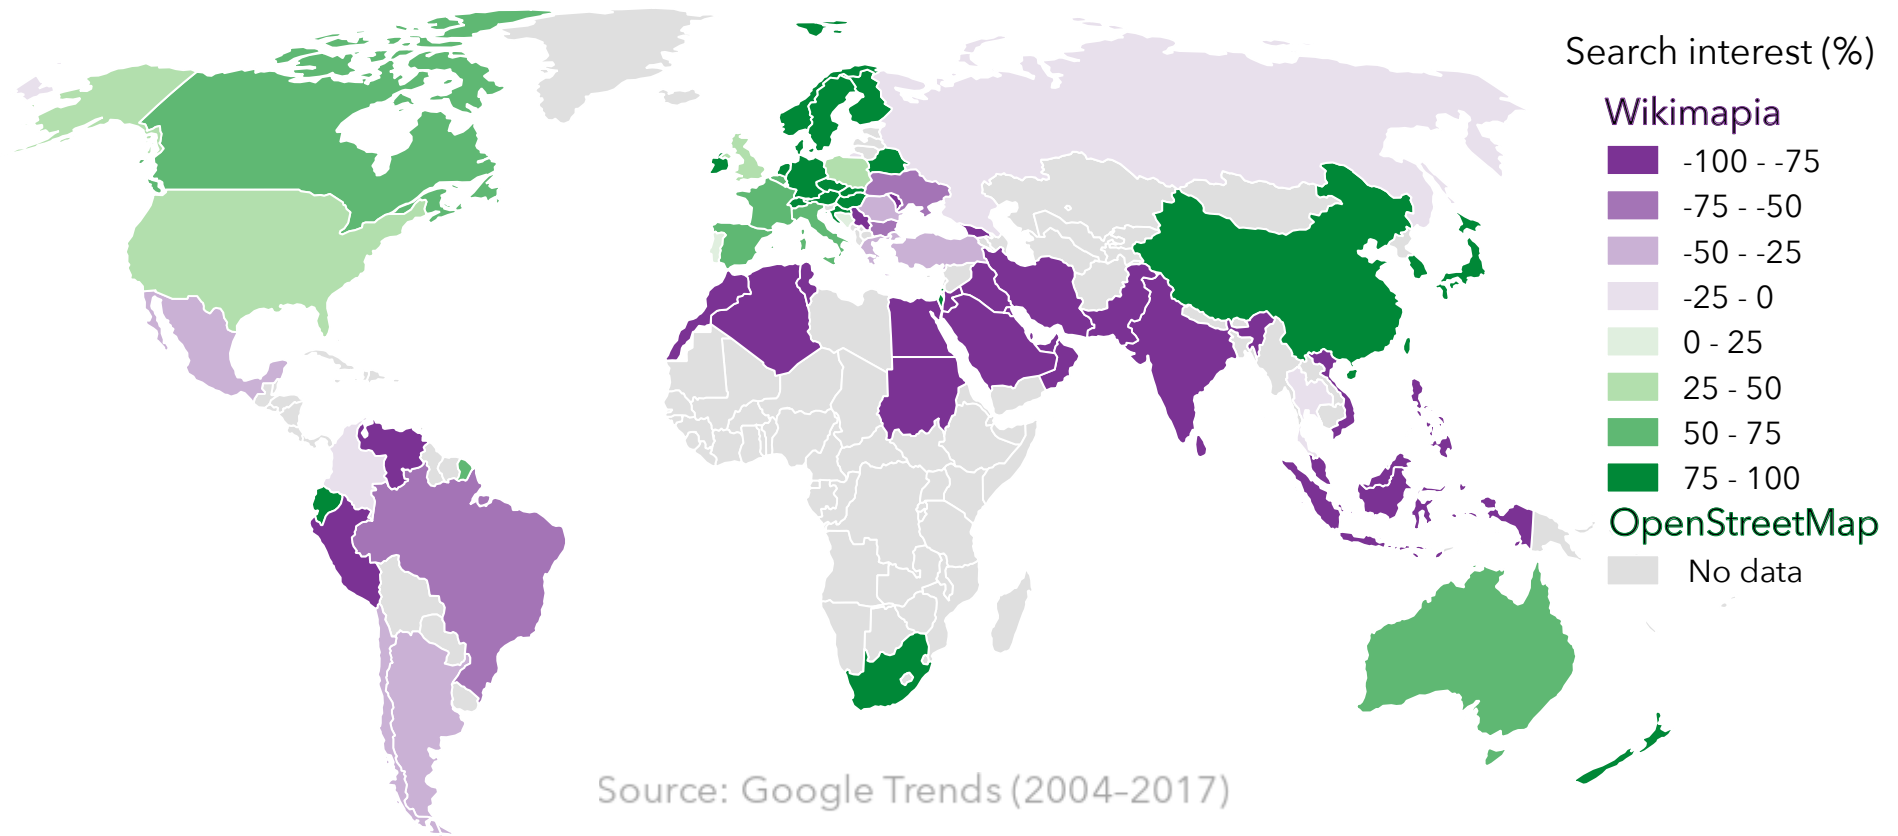 Search interest (%)
Wikimapia
-100 - -75
-75 - -50
-50 - -25
-25 - 0
0 - 25
25 - 50
50 - 75
75 - 100
OpenStreetMap
No data
Source: Google Trends (2004–2017)